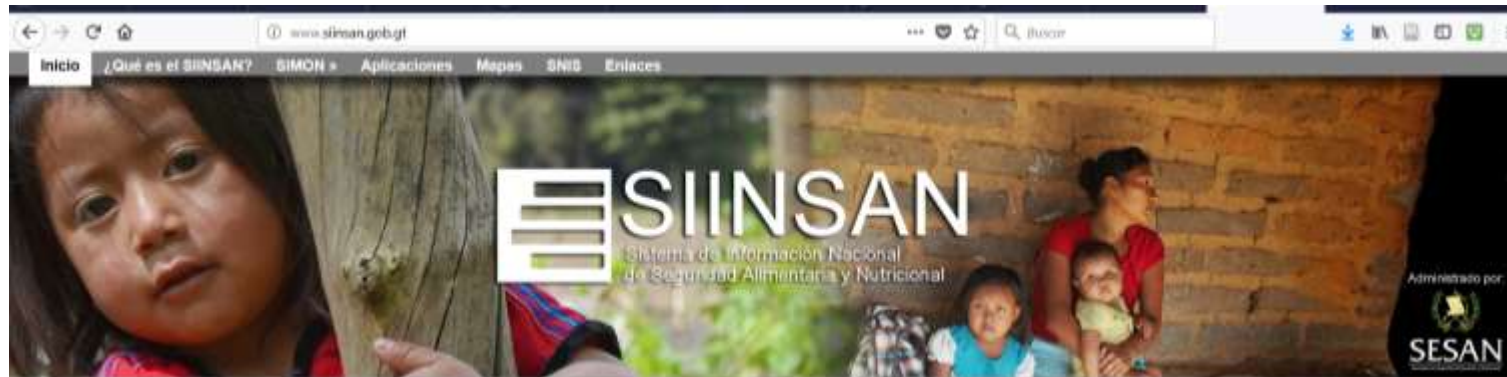 www.siinsan.gob.gt
Buscar
Inicio ¿Qué es el SIINSAN? SIMON » Aplicaciones Mapas SNIS Enlaces
SIINSAN
Sistema de Información Nacional
de Seguridad Alimentaria y Nutricional
Administrado por:
SESAN